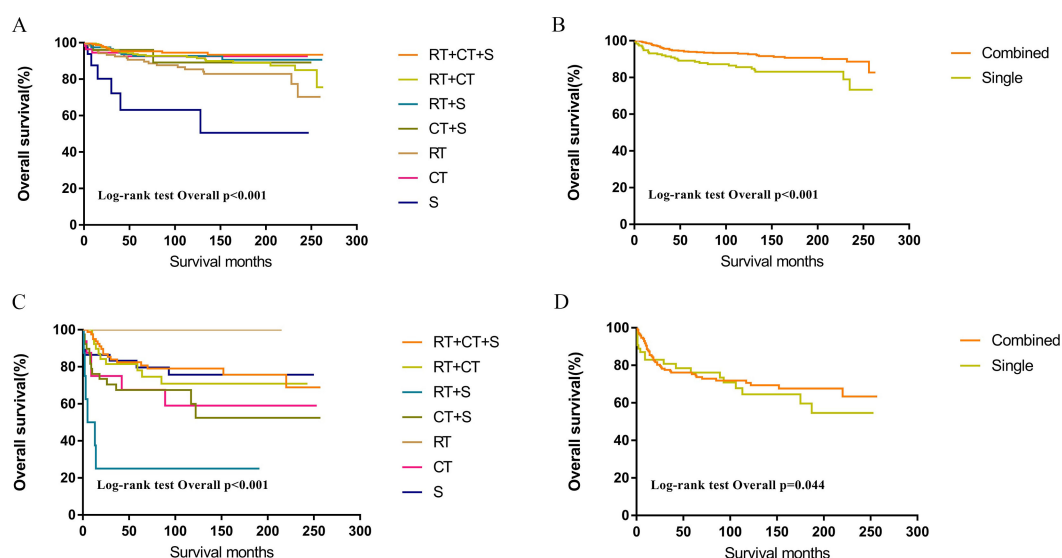 A
Overall survival(%)
100
80
60
40
20
0
0 50 100 150 200 250 300
Survival months
Log-rank test Overall p<0.001
RT+CT+S
RT+CT
RT+S
CT+S
RT
CT
S
B
Overall survival(%)
100
80
60
40
20
0
0 50 100 150 200 250 300
Survival months
Log-rank test Overall p<0.001
Combined
Single
C
Overall survival(%)
100
80
60
40
20
0 50 100 150 200 250 300
Survival months
Log-rank test Overall p<0.001
RT+CT+S
RT+CT
RT+S
CT+S
RT
CT
S
D
Overall survival(%)
100
80
60
40
20
0
0 50 100 150 200 250 300
Survival months
Log-rank test Overall p=0.044
Combined
Single